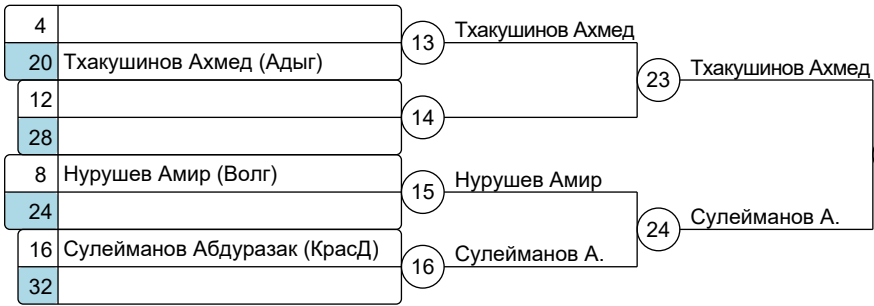 4
20 Тхакушинов Ахмед (Адыг)
12
28
8 Нурушев Амир (Волг)
24
16 Сулейманов Абдуразак (КрасД)
32
13 Тхакушинов Ахмед
14
15 Нурушев Амир
16 Сулейманов А.
23 Тхакушинов Ахмед
24 Сулейманов А.